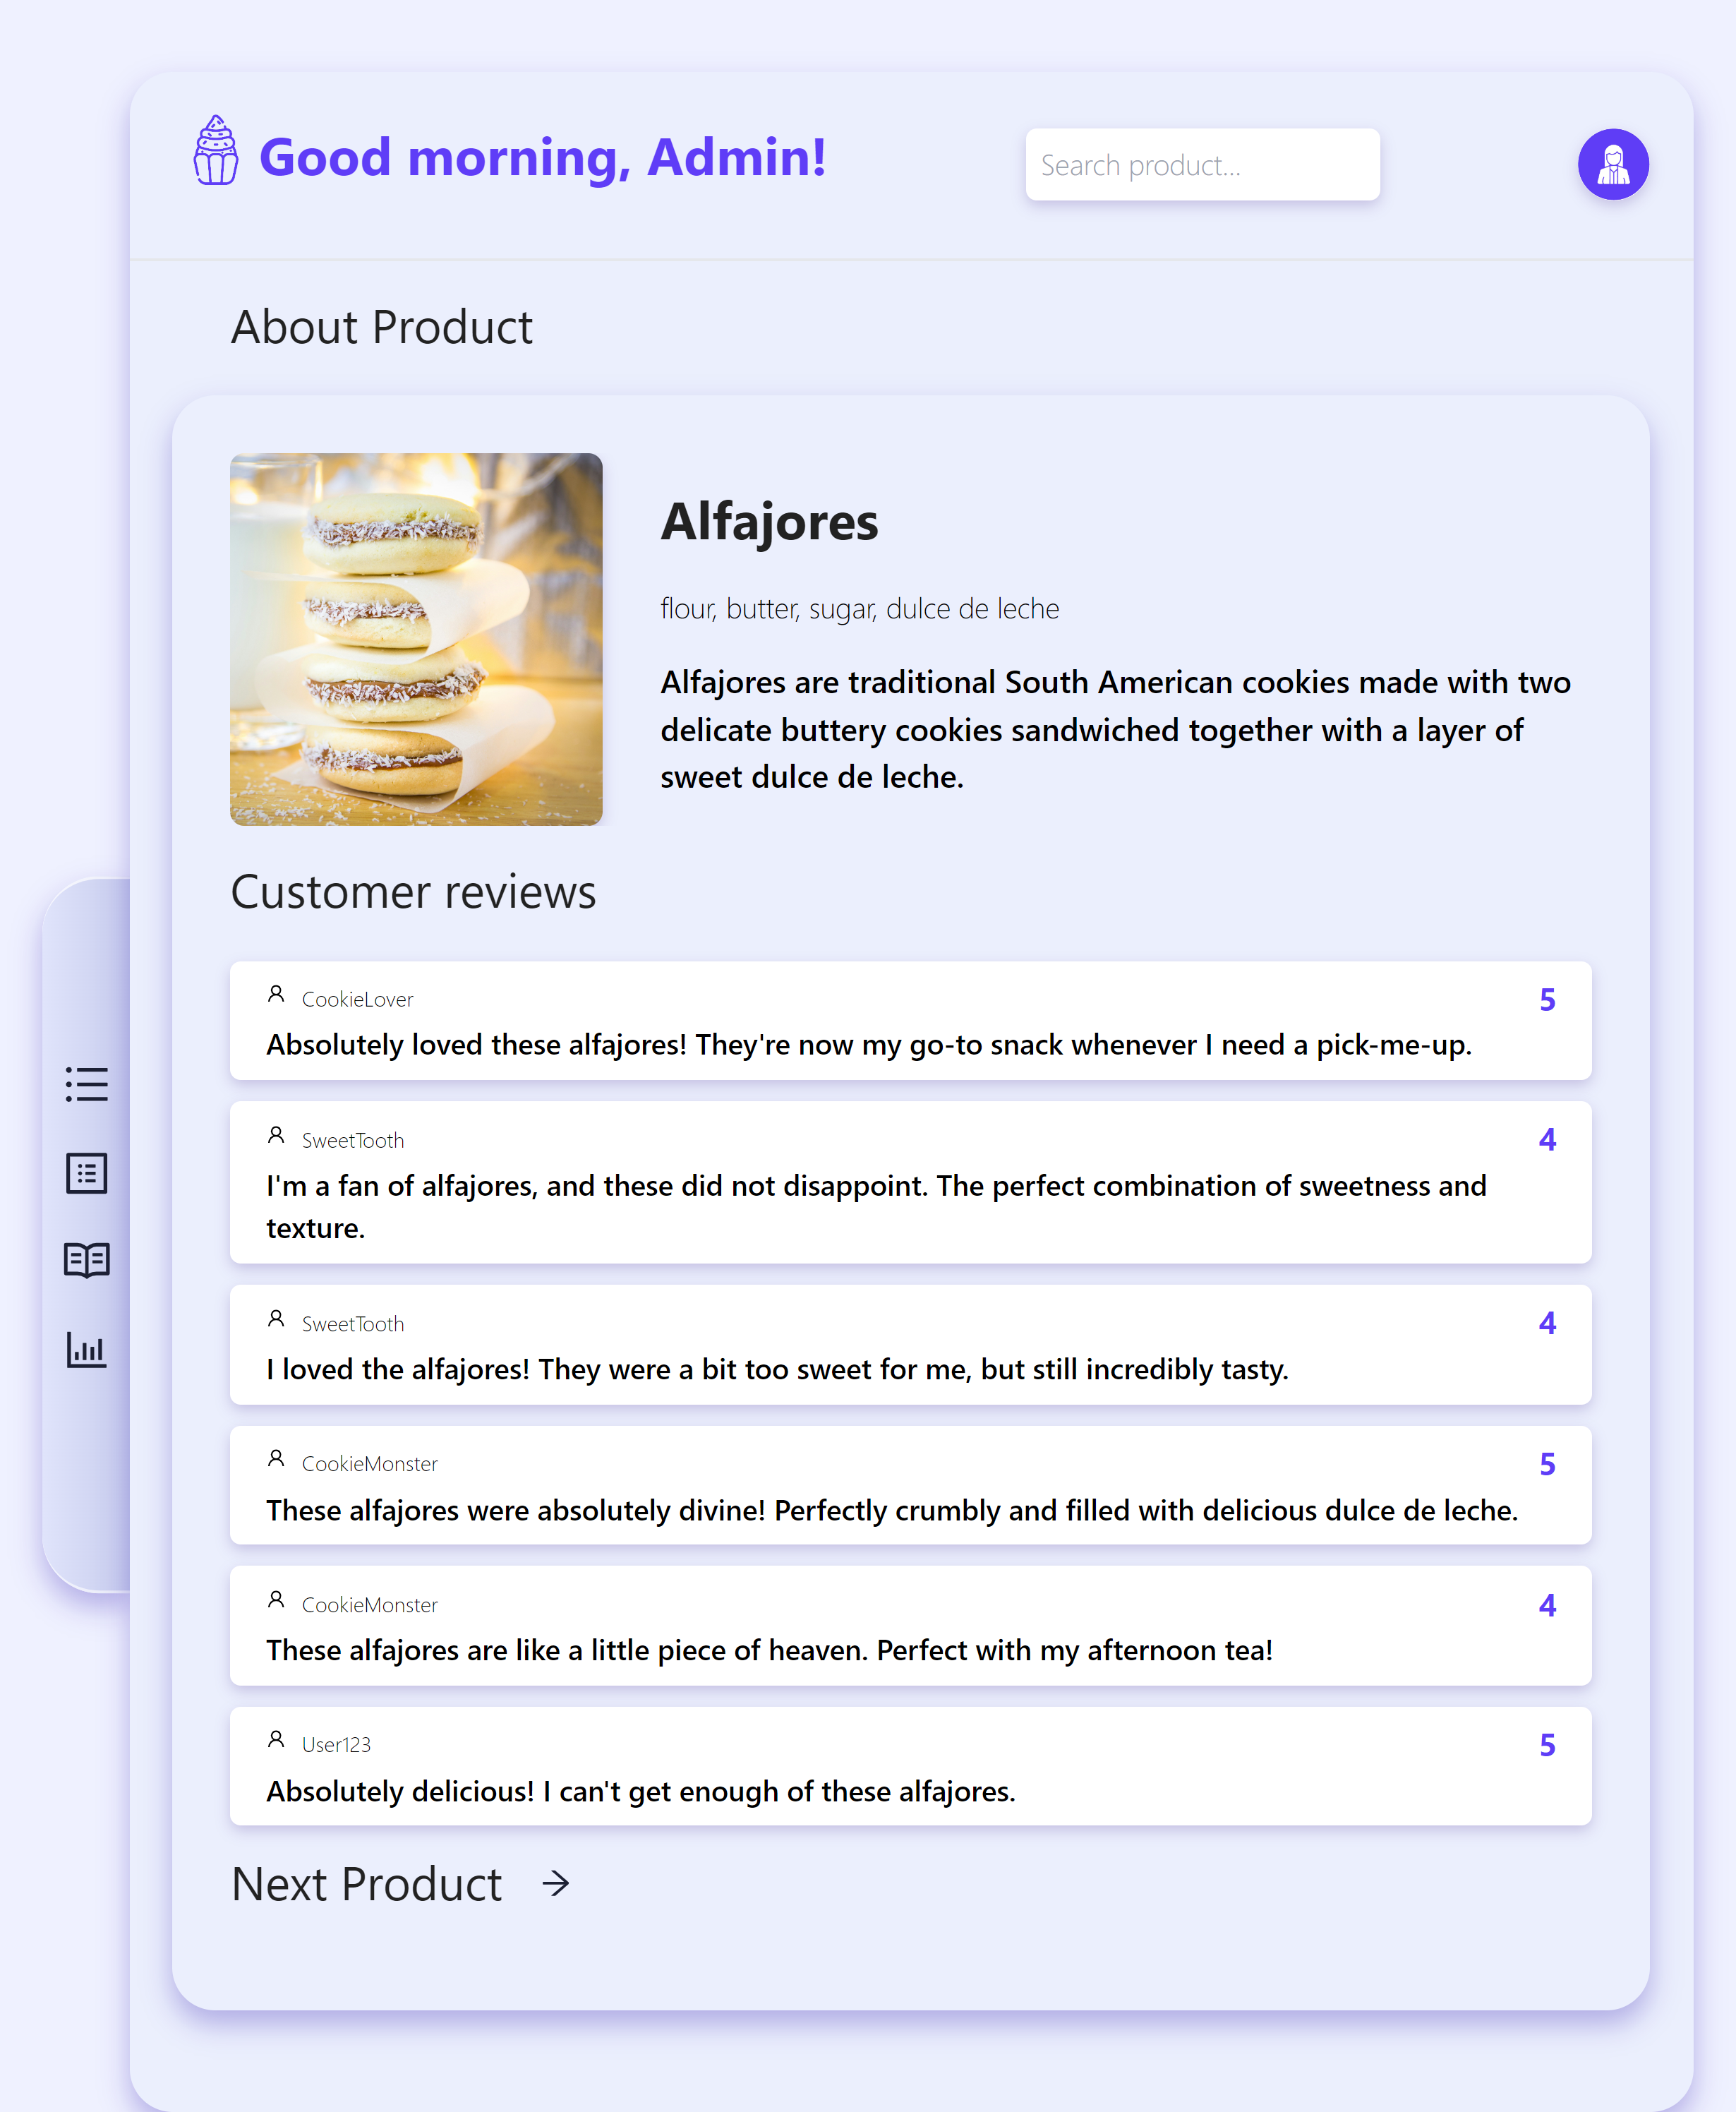 Good morning, Admin!
Search product...
About Product
Alfajores
flour, butter, sugar, dulce de leche
Alfajores are traditional South American cookies made with two
delicate buttery cookies sandwiched together with a layer of
sweet dulce de leche.
Customer reviews
CookieLover
5
Absolutely loved these alfajores! They're now my go-to snack whenever I need a pick-me-up.
SweetTooth
4
I'm a fan of alfajores, and these did not disappoint. The perfect combination of sweetness and
texture.
SweetTooth
4
I loved the alfajores! They were a bit too sweet for me, but still incredibly tasty.
CookieMonster
5
These alfajores were absolutely divine! Perfectly crumbly and filled with delicious dulce de leche.
CookieMonster
4
These alfajores are like a little piece of heaven. Perfect with my afternoon tea!
User123
5
Absolutely delicious! I can't get enough of these alfajores.
Next Product